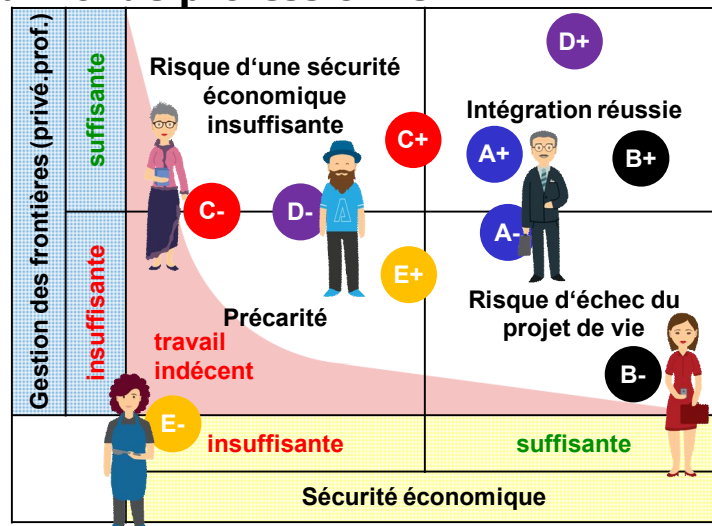 D+
Risque d‘une sécurité
économique
insuffisante
Intégration réussie
C+
A+
B+
Gestion des frontières (privé.prof.)
suffisante
C-
D-
A
A-
E+
insuffisante
Précarité
Risque d‘échec du
projet de vie
travail
indécent
B-
E-
insuffisante
suffisante
Sécurité économique